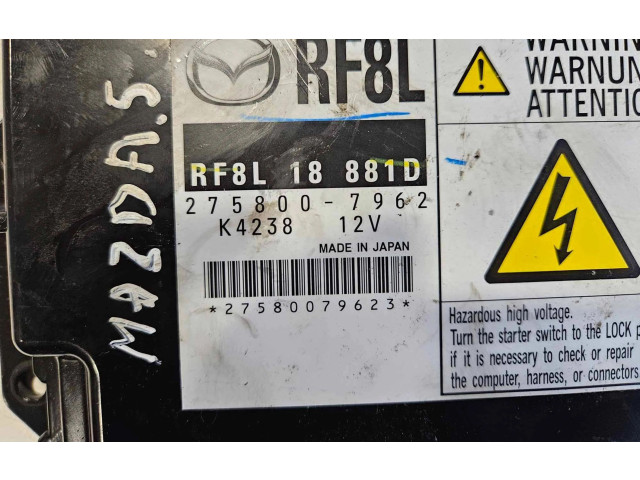 MAZDA.5
RF8L
RF8L 18 881D
275800-7962
K4238 12V
MADE IN JAPAN
*27580079623*
WARNING
WARNUN
ATTENTIO
Hazardous high voltage.
Turn the starter switch to the LOCK p
if it is necessary to check or repair
the computer, harness, or connectors